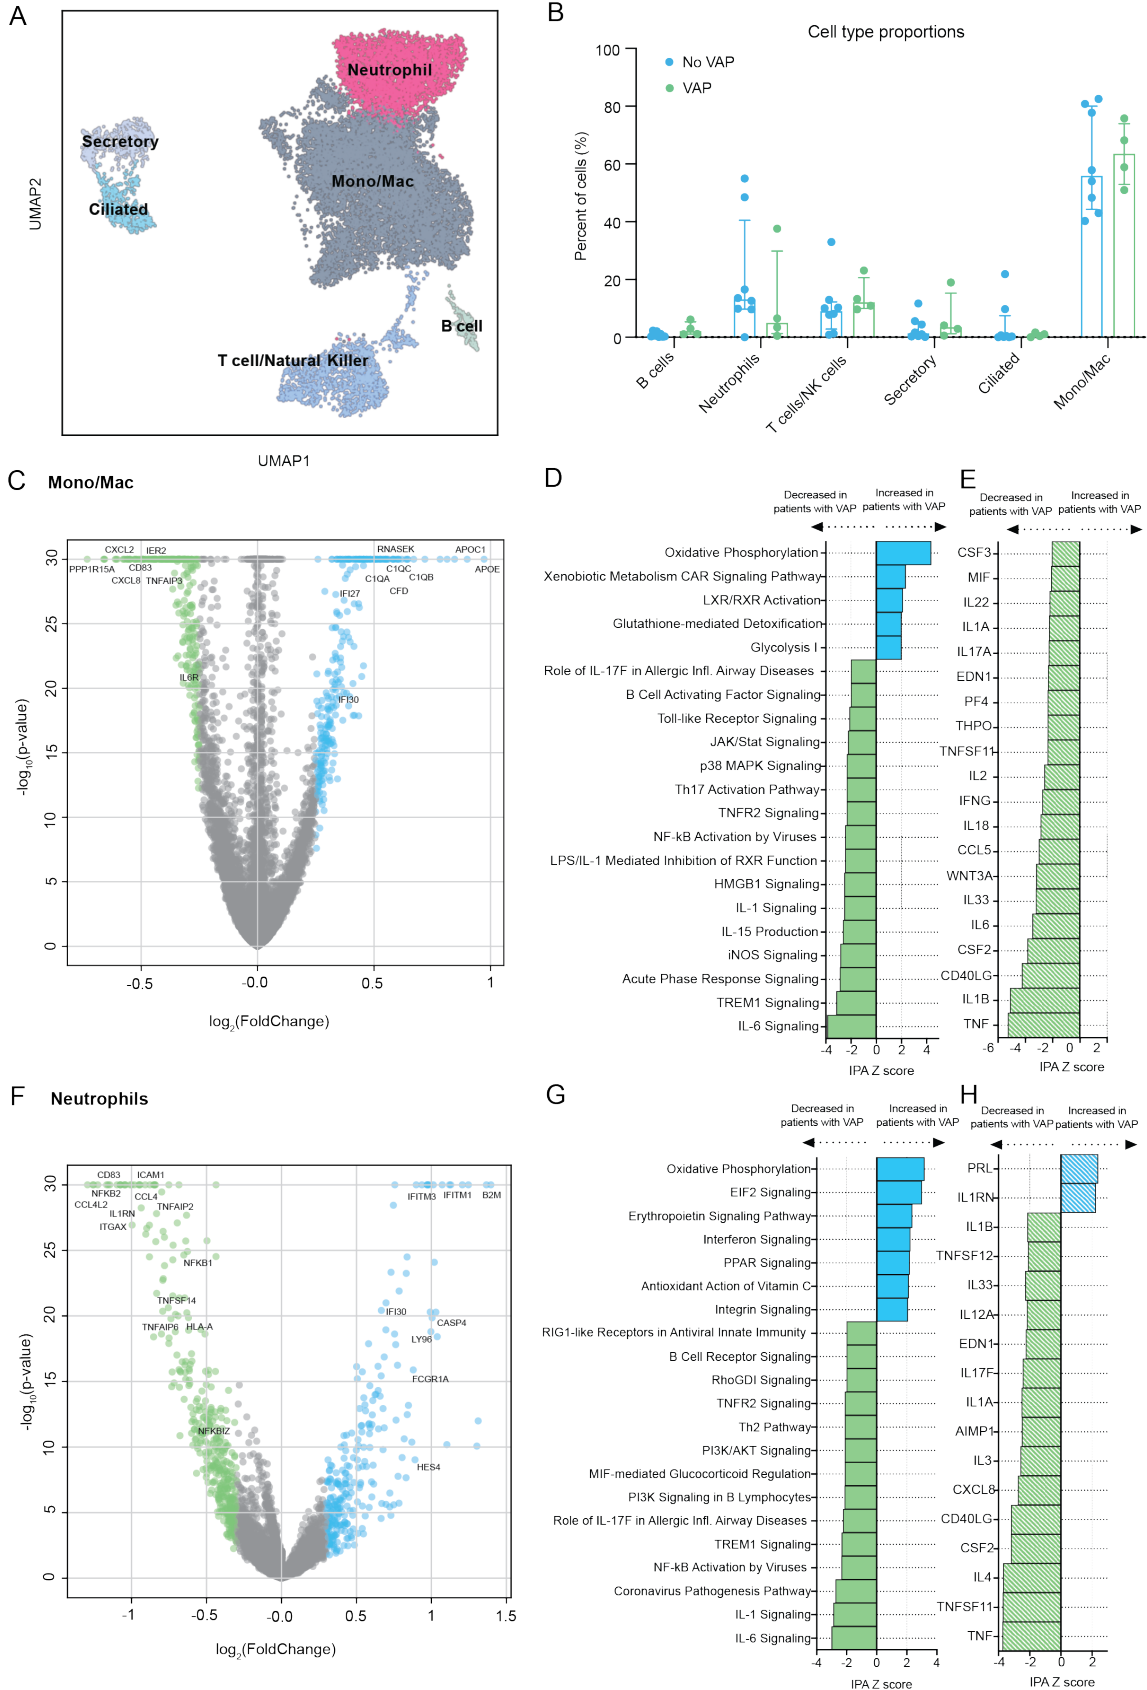 A
Neutrophil
Secretory
Mono/Mac
Ciliated
B cell
T cell/Natural Killer
UMAP2
UMAP1
B
Cell type proportions
No VAP
VAP
Percent of cells (%)
100
80
60
40
20
0
B cells
Neutrophils
T cells/NK cells
Secretory
Ciliated
Mono/Mac
C
Mono/Mac
CXCL2 IER2
PPP1R15A CD83
CXCL8 TNFAIP3
RNASEK APOC1
C1QC APOE
C1QA C1QB
IFI27 CFD
IL6R
IFI30
-log10(p-value)
30
25
20
15
10
5
0
-0.5 -0.0 0.5 1
log2(FoldChange)
D
Decreased in
patients with VAP
Increased in
patients with VAP
Oxidative Phosphorylation
Xenobiotic Metabolism CAR Signaling Pathway
LXR/RXR Activation
Glutathione-mediated Detoxification
Glycolysis I
Role of IL-17F in Allergic Infl. Airway Diseases
B Cell Activating Factor Signaling
Toll-like Receptor Signaling
JAK/Stat Signaling
p38 MAPK Signaling
Th17 Activation Pathway
TNFR2 Signaling
NF-kB Activation by Viruses
LPS/IL-1 Mediated Inhibition of RXR Function
HMGB1 Signaling
IL-1 Signaling
IL-15 Production
iNOS Signaling
Acute Phase Response Signaling
TREM1 Signaling
IL-6 Signaling
-4 -2 0 2 4
IPA Z score
E
Decreased in
patients with VAP
Increased in
patients with VAP
CSF3
MIF
IL22
IL1A
IL17A
EDN1
PF4
THPO
TNFSF11
IL2
IFNG
IL18
CCL5
WNT3A
IL33
IL6
CSF2
CD40LG
IL1B
TNF
-6 -4 -2 0 2
IPA Z score
F
Neutrophils
CD83 ICAM1
NFKB2 CCL4
CCL4L2 TNFAIP2
IL1RN
ITGAX
NFKB1
TNFSF14
TNFAIP6 HLA-A
NFKBIZ
IFITM3 IFITM1 B2M
IFI30
CASP4
LY96
FCGR1A
HES4
-log10(p-value)
30
25
20
15
10
5
0
-1 -0.5 -0.0 0.5 1 1.5
log2(FoldChange)
G
Decreased in
patients with VAP
Increased in
patients with VAP
Oxidative Phosphorylation
EIF2 Signaling
Erythropoietin Signaling Pathway
Interferon Signaling
PPAR Signaling
Antioxidant Action of Vitamin C
Integrin Signaling
RIG1-like Receptors in Antiviral Innate Immunity
B Cell Receptor Signaling
RhoGDI Signaling
TNFR2 Signaling
Th2 Pathway
PI3K/AKT Signaling
MIF-mediated Glucocorticoid Regulation
PI3K Signaling in B Lymphocytes
Role of IL-17F in Allergic Infl. Airway Diseases
TREM1 Signaling
NF-kB Activation by Viruses
Coronavirus Pathogenesis Pathway
IL-1 Signaling
IL-6 Signaling
-4 -2 0 2 4
IPA Z score
H
Decreased in
patients with VAP
Increased in
patients with VAP
PRL
IL1RN
IL1B
TNFSF12
IL33
IL12A
EDN1
IL17F
IL1A
AIMP1
IL3
CXCL8
CD40LG
CSF2
IL4
TNFSF11
TNF
-4 -2 0 2
IPA Z score